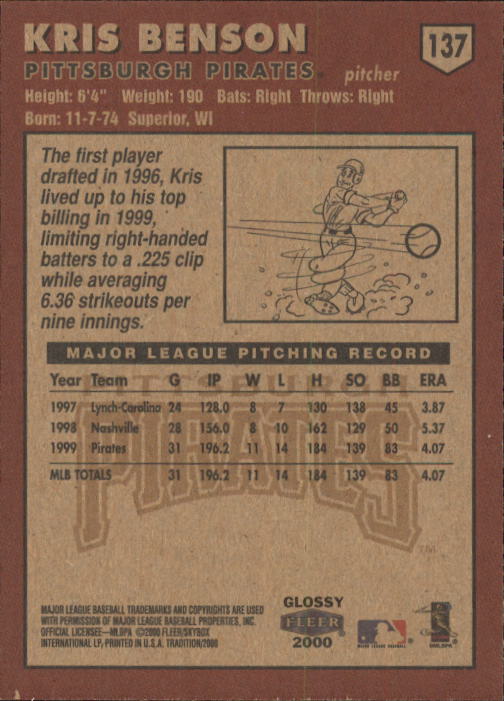 KRIS BENSON
137
PITTSBURGH PIRATES pitcher
Height: 6'4" Weight: 190 Bats: Right Throws: Right
Born: 11-7-74 Superior, WI
The first player
drafted in 1996, Kris
lived up to his top
billing in 1999,
limiting right-handed
batters to a .225 clip
while averaging
6.36 strikeouts per
nine innings.
MAJOR LEAGUE PITCHING RECORD
PITTSBURGH
PIRATES
TM
Year Team G IP W L H SO BB ERA
1997 Lynch-Carolina 24 128.0 8 7 130 138 45 3.87
1998 Nashville 28 156.0 8 10 162 129 50 5.37
1999 Pirates 31 196.2 11 14 184 139 83 4.07
MLB TOTALS 31 196.2 11 14 184 139 83 4.07
MAJOR LEAGUE BASEBALL TRADEMARKS AND COPYRIGHTS ARE USED
WITH PERMISSION OF MAJOR LEAGUE BASEBALL PROPERTIES, INC.
OFFICIAL LICENSEE—MLBPA ©2000 FLEER/SKYBOX
INTERNATIONAL LP, PRINTED IN U.S.A. TRADITION/2000
GLOSSY
FLEER
2000
MAJOR LEAGUE BASEBALL
©MLBPA